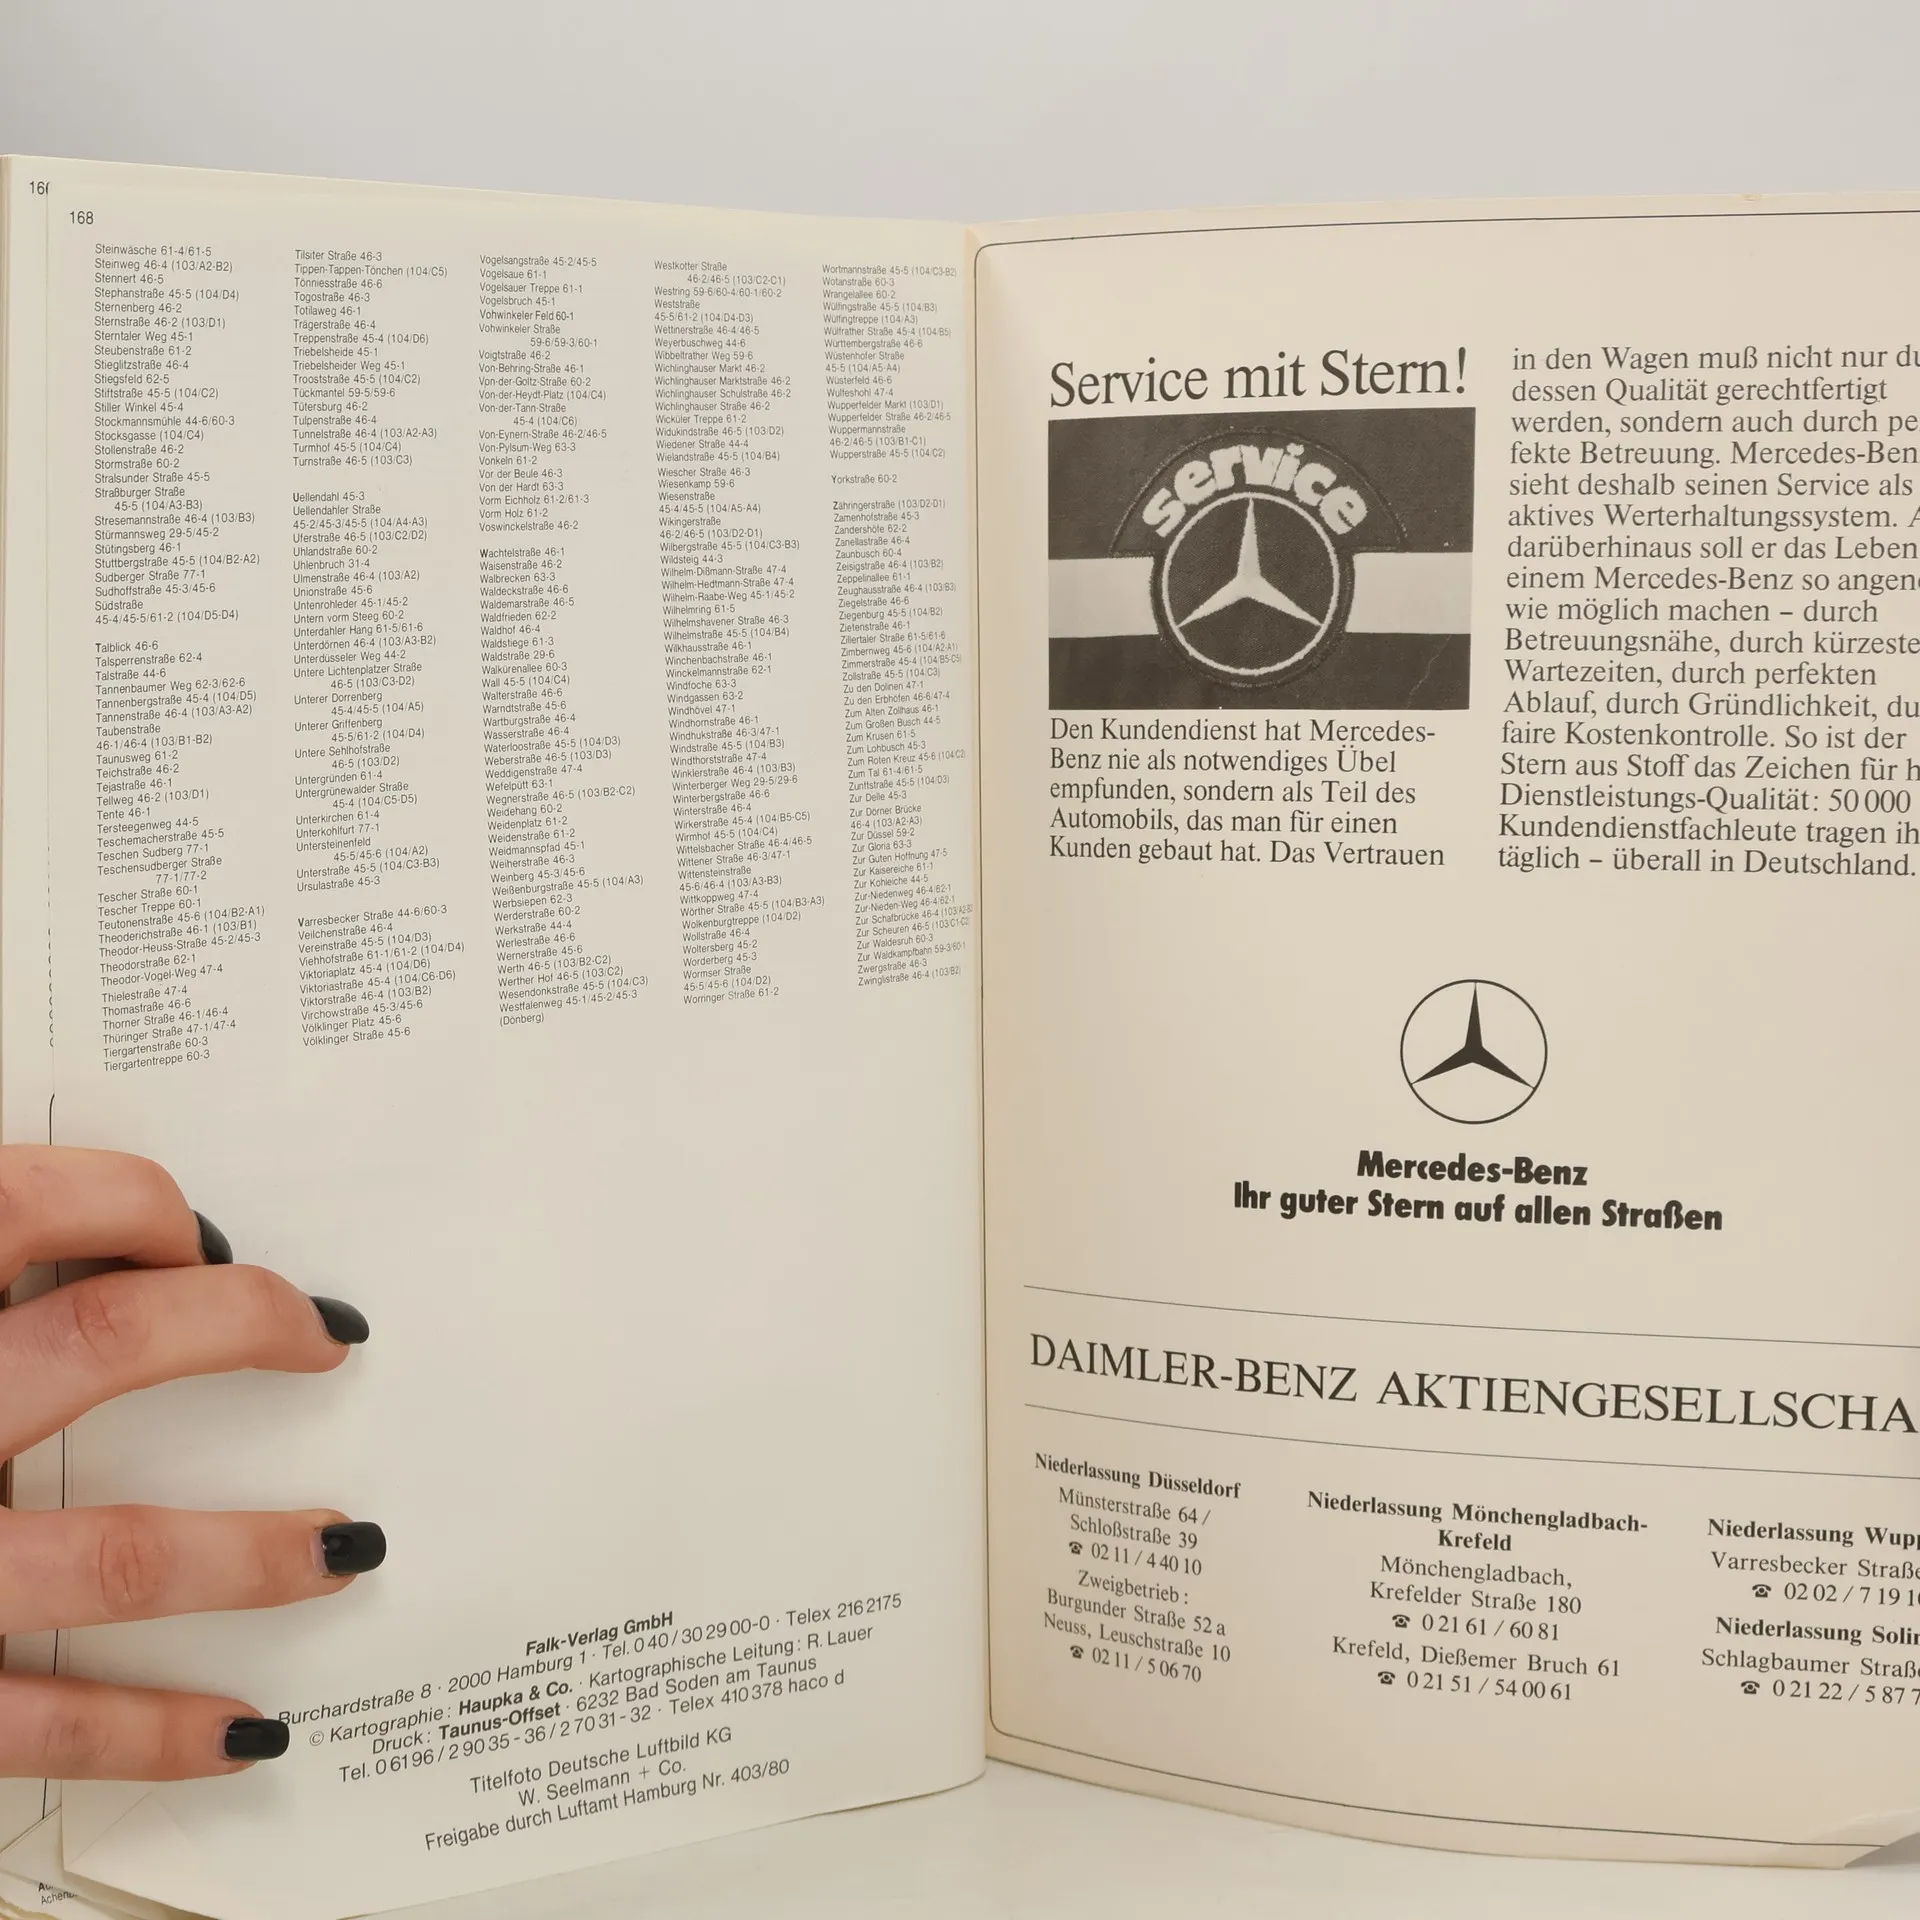 168
Steinwäsche 61-4/61-5
Steinweg 46-4 (103/A2-B2)
Stennert 46-5
Stephanstraße 45-5 (104/D4)
Sternenberg 46-2
Sternstraße 46-2 (103/D1)
Sterntaler Weg 45-1
Steubenstraße 61-2
Stieglitzstraße 46-4
Stiegsfeld 62-5
Stiftstraße 45-5 (104/C2)
Stiller Winkel 45-4
Stockmannsmühle 44-6/60-3
Stocksgasse (104/C4)
Stollenstraße 46-2
Stormstraße 60-2
Stralsunder Straße 45-5
Straßburger Straße
45-5 (104/A3-B3)
Stresemannstraße 46-4 (103/B3)
Stürmannsweg 29-5/45-2
Stütingsberg 46-1
Stuttbergstraße 45-5 (104/B2-A2)
Sudberger Straße 77-1
Sudhoffstraße 45-3/45-6
Südstraße
45-4/45-5/61-2 (104/D5-D4)
Talblick 46-6
Talsperrenstraße 62-4
Talstraße 44-6
Tannenbaumer Weg 62-3/62-6
Tannenbergstraße 45-4 (104/D5)
Tannenstraße 46-4 (103/A3-A2)
Taubenstraße
46-1/46-4 (103/B1-B2)
Taunusweg 61-2
Teichstraße 46-2
Tejastraße 46-1
Tellweg 46-2 (103/D1)
Tente 46-1
Tersteegenweg 44-5
Teschemacherstraße 45-5
Teschen Sudberg 77-1
Teschensudberger Straße
77-1/77-2
Tescher Straße 60-1
Tescher Treppe 60-1
Teutonenstraße 45-6 (104/B2-A1)
Theoderichstraße 46-1 (103/B1)
Theodor-Heuss-Straße 45-2/45-3
Theodorstraße 62-1
Theodor-Vogel-Weg 47-4
Thielestraße 47-4
Thomastraße 46-6
Thorner Straße 46-1/46-4
Thüringer Straße 47-1/47-4
Tiergartenstraße 60-3
Tiergartentreppe 60-3
Tilsiter Straße 46-3
Tippen-Tappen-Tönchen (104/C5)
Tönniesstraße 46-6
Togostraße 46-3
Totilaweg 46-1
Trägerstraße 46-4
Treppenstraße 45-4 (104/D6)
Triebelsheide 45-1
Triebelsheider Weg 45-1
Trooststraße 45-5 (104/C2)
Tückmantel 59-5/59-6
Tütersburg 46-2
Tulpenstraße 46-4
Tunnelstraße 46-4 (103/A2-A3)
Turmhof 45-5 (104/C4)
Turnstraße 46-5 (103/C3)
Uellendahl 45-3
Uellendahler Straße
45-2/45-3/45-5 (104/A4-A3)
Uferstraße 46-5 (103/C2/D2)
Uhlandstraße 60-2
Uhlenbruch 31-4
Ulmenstraße 46-4 (103/A2)
Unionstraße 45-6
Untenrohleder 45-1/45-2
Untern vorm Steeg 60-2
Unterdahler Hang 61-5/61-6
Unterdörnen 46-4 (103/A3-B2)
Unterdüsseler Weg 44-2
Untere Lichtenplatzer Straße
46-5 (103/C3-D2)
Unterer Dorrenberg
45-4/45-5 (104/A5)
Unterer Griffenberg
45-5/61-2 (104/D4)
Untere Sehlhofstraße
46-5 (103/D2)
Untergründen 61-4
Untergrünewalder Straße
45-4 (104/C5-D5)
Unterkirchen 61-4
Unterkohlfurt 77-1
Untersteinenfeld
45-5/45-6 (104/A2)
Unterstraße 45-5 (104/C3-B3)
Ursulastraße 45-3
Varresbecker Straße 44-6/60-3
Veilchenstraße 46-4
Vereinstraße 45-5 (104/D3)
Viehhofstraße 61-1/61-2 (104/D4)
Viktoriaplatz 45-4 (104/D6)
Viktoriastraße 45-4 (104/C6-D6)
Viktorstraße 46-4 (103/B2)
Virchowstraße 45-3/45-6
Völklinger Platz 45-6
Völklinger Straße 45-6
Vogelsangstraße 45-2/45-5
Vogelsaue 61-1
Vogelsauer Treppe 61-1
Vogelsbruch 45-1
Vohwinkeler Feld 60-1
Vohwinkeler Straße
59-6/59-3/60-1
Voigtstraße 46-2
Von-Behring-Straße 46-1
Von-der-Goltz-Straße 60-2
Von-der-Heydt-Platz (104/C4)
Von-der-Tann-Straße
45-4 (104/C6)
Von-Eynern-Straße 46-2/46-5
Von-Pylsum-Weg 63-3
Vonkeln 61-2
Vor der Beule 46-3
Von der Hardt 63-3
Vorm Eichholz 61-2/61-3
Vorm Holz 61-2
Voswinckelstraße 46-2
Wachtelstraße 46-1
Waisenstraße 46-2
Walbrecken 63-3
Waldeckstraße 46-6
Waldemarstraße 46-5
Waldfrieden 62-2
Waldhof 46-4
Waldstiege 61-3
Waldstraße 29-6
Walkürenallee 60-3
Wall 45-5 (104/C4)
Walterstraße 46-6
Warndtstraße 45-6
Wartburgstraße 46-4
Wasserstraße 46-4
Waterloostraße 45-5 (104/D3)
Weberstraße 46-5 (103/D3)
Weddigenstraße 47-4
Wefelpütt 63-1
Wegnerstraße 46-5 (103/B2-C2)
Weidehang 60-2
Weidenplatz 61-2
Weidenstraße 61-2
Weidmannspfad 45-1
Weiherstraße 46-3
Weinberg 45-3/45-6
Weißenburgstraße 45-5 (104/A3)
Werbsiepen 62-3
Werderstraße 60-2
Werkstraße 44-4
Werlestraße 46-6
Wernerstraße 45-6
Werth 46-5 (103/B2-C2)
Werther Hof 46-5 (103/C2)
Wesendonkstraße 45-5 (104/C3)
Westfalenweg 45-1/45-2/45-3
(Dönberg)
Westkotter Straße
46-2/46-5 (103/C2-C1)
Westring 59-6/60-4/60-1/60-2
Weststraße
45-5/61-2 (104/D4-D3)
Wettinerstraße 46-4/46-5
Weyerbuschweg 44-6
Wibbeltrather Weg 59-6
Wichlinghauser Markt 46-2
Wichlinghauser Marktstraße 46-2
Wichlinghauser Schulstraße 46-2
Wichlinghauser Straße 46-2
Wicküler Treppe 61-2
Widukindstraße 46-5 (103/D2)
Wiedener Straße 44-4
Wielandstraße 45-5 (104/B4)
Wiescher Straße 46-3
Wiesenkamp 59-6
Wiesenstraße
45-4/45-5 (104/A5-A4)
Wikingerstraße
46-2/46-5 (103/D2-D1)
Wilbergstraße 45-5 (104/C3-B3)
Wildsteig 44-3
Wilhelm-Dißmann-Straße 47-4
Wilhelm-Hedtmann-Straße 47-4
Wilhelm-Raabe-Weg 45-1/45-2
Wilhelmring 61-5
Wilhelmshavener Straße 46-3
Wilhelmstraße 45-5 (104/B4)
Wilkhausstraße 46-1
Winchenbachstraße 46-1
Winckelmannstraße 62-1
Windfoche 63-3
Windgassen 63-2
Windhövel 47-1
Windhornstraße 46-1
Windhukstraße 46-3/47-1
Windstraße 45-5 (104/B3)
Windthorststraße 47-4
Winklerstraße 46-4 (103/B3)
Winterberger Weg 29-5/29-6
Winterbergstraße 46-6
Winterstraße 46-4
Wirkerstraße 45-4 (104/B5-C5)
Wirmhof 45-5 (104/C4)
Wittelsbacher Straße 46-4/46-5
Wittener Straße 46-3/47-1
Wittensteinstraße
45-6/46-4 (103/A3-B3)
Wittkoppweg 47-4
Wörther Straße 45-5 (104/B3-A3)
Wolkenburgtreppe (104/D2)
Wollstraße 46-4
Woltersberg 45-2
Worderberg 45-3
Wormser Straße
45-5/45-6 (104/D2)
Worringer Straße 61-2
Wortmannstraße 45-5 (104/C3-B2)
Wotanstraße 60-3
Wrangelallee 60-2
Wülfingstraße 45-5 (104/B3)
Wülfingtreppe (104/A3)
Wülfrather Straße 45-4 (104/B5)
Württembergstraße 46-6
Wüstenhofer Straße
45-5 (104/A5-A4)
Wüsterfeld 46-6
Wulfeshohl 47-4
Wupperfelder Markt (103/D1)
Wupperfelder Straße 46-2/46-5
Wuppermannstraße
46-2/46-5 (103/B1-C1)
Wupperstraße 45-5 (104/C2)
Yorkstraße 60-2
Zähringerstraße (103/D2-D1)
Zamenhofstraße 45-3
Zandershöfe 62-2
Zanellastraße 46-4
Zaunbusch 60-4
Zeisigstraße 46-4 (103/B2)
Zeppelinallee 61-1
Zeughausstraße 46-4 (103/B3)
Ziegelstraße 46-6
Ziegenburg 45-5 (104/B2)
Zietenstraße 46-1
Zillertaler Straße 61-5/61-6
Zimbernweg 45-6 (104/A2-A1)
Zimmerstraße 45-4 (104/B5-C5)
Zollstraße 45-5 (104/C3)
Zu den Dolinen 47-1
Zu den Erbhöfen 46-6/47-4
Zum Alten Zollhaus 46-1
Zum Großen Busch 44-5
Zum Krusen 61-5
Zum Lohbusch 45-3
Zum Roten Kreuz 45-6 (104/C2)
Zum Tal 61-4/61-5
Zunftstraße 45-5 (104/D3)
Zur Delle 45-3
Zur Dörner Brücke
46-4 (103/A2-A3)
Zur Düssel 59-2
Zur Gloria 63-3
Zur Guten Hoffnung 47-5
Zur Kaisereiche 61-1
Zur Kohleiche 44-5
Zur-Niedenweg 46-4/62-1
Zur-Nieden-Weg 46-4/62-1
Zur Schafbrücke 46-4
Zur Scheuren 46-5 (103/C1-C2)
Zur Waldesruh 60-3
Zur Waldkampfbahn 59-3/60-1
Zwergstraße 46-3
Zwinglistraße 46-4 (103/B2)
Falk-Verlag GmbH
Burchardstraße 8 · 2000 Hamburg 1 · Tel. 0 40 / 30 29 00-0 · Telex 216 2175
© Kartographie: Haupka & Co. · Kartographische Leitung: R. Lauer
Druck: Taunus-Offset · 6232 Bad Soden am Taunus
Tel. 0 61 96 / 2 90 35 - 36 / 2 70 31 - 32 · Telex 410 378 haco d
Titelfoto Deutsche Luftbild KG
W. Seelmann + Co.
Freigabe durch Luftamt Hamburg Nr. 403/80
Service mit Stern!
service
Den Kundendienst hat Mercedes-
Benz nie als notwendiges Übel
empfunden, sondern als Teil des
Automobils, das man für einen
Kunden gebaut hat. Das Vertrauen
in den Wagen muß nicht nur
dessen Qualität gerechtfertigt
werden, sondern auch durch
fekte Betreuung. Mercedes-Ben
sieht deshalb seinen Service als
aktives Werterhaltungssystem.
darüberhinaus soll er das Leben
einem Mercedes-Benz so
wie möglich machen – durch
Betreuungsnähe, durch kürzeste
Wartezeiten, durch perfekten
Ablauf, durch Gründlichkeit,
faire Kostenkontrolle. So ist der
Stern aus Stoff das Zeichen für
Dienstleistungs-Qualität: 50 000
Kundendienstfachleute tragen
täglich – überall in Deutschland.
Mercedes-Benz
Ihr guter Stern auf allen Straßen
DAIMLER-BENZ AKTIENGESELLSCHA
Niederlassung Düsseldorf
Münsterstraße 64 /
Schloßstraße 39
☎ 02 11 / 4 40 10
Zweigbetrieb :
Burgunder Straße 52 a
Neuss, Leuschstraße 10
☎ 02 11 / 5 06 70
Niederlassung Mönchengladbach-
Krefeld
Mönchengladbach,
Krefelder Straße 180
☎ 0 21 61 / 60 81
Krefeld, Dießemer Bruch 61
☎ 0 21 51 / 54 00 61
Niederlassung Wupp
Varresbecker Straße
☎ 02 02 / 7 19 1
Niederlassung Solin
Schlagbaumer Straße
☎ 0 21 22 / 5 87 7